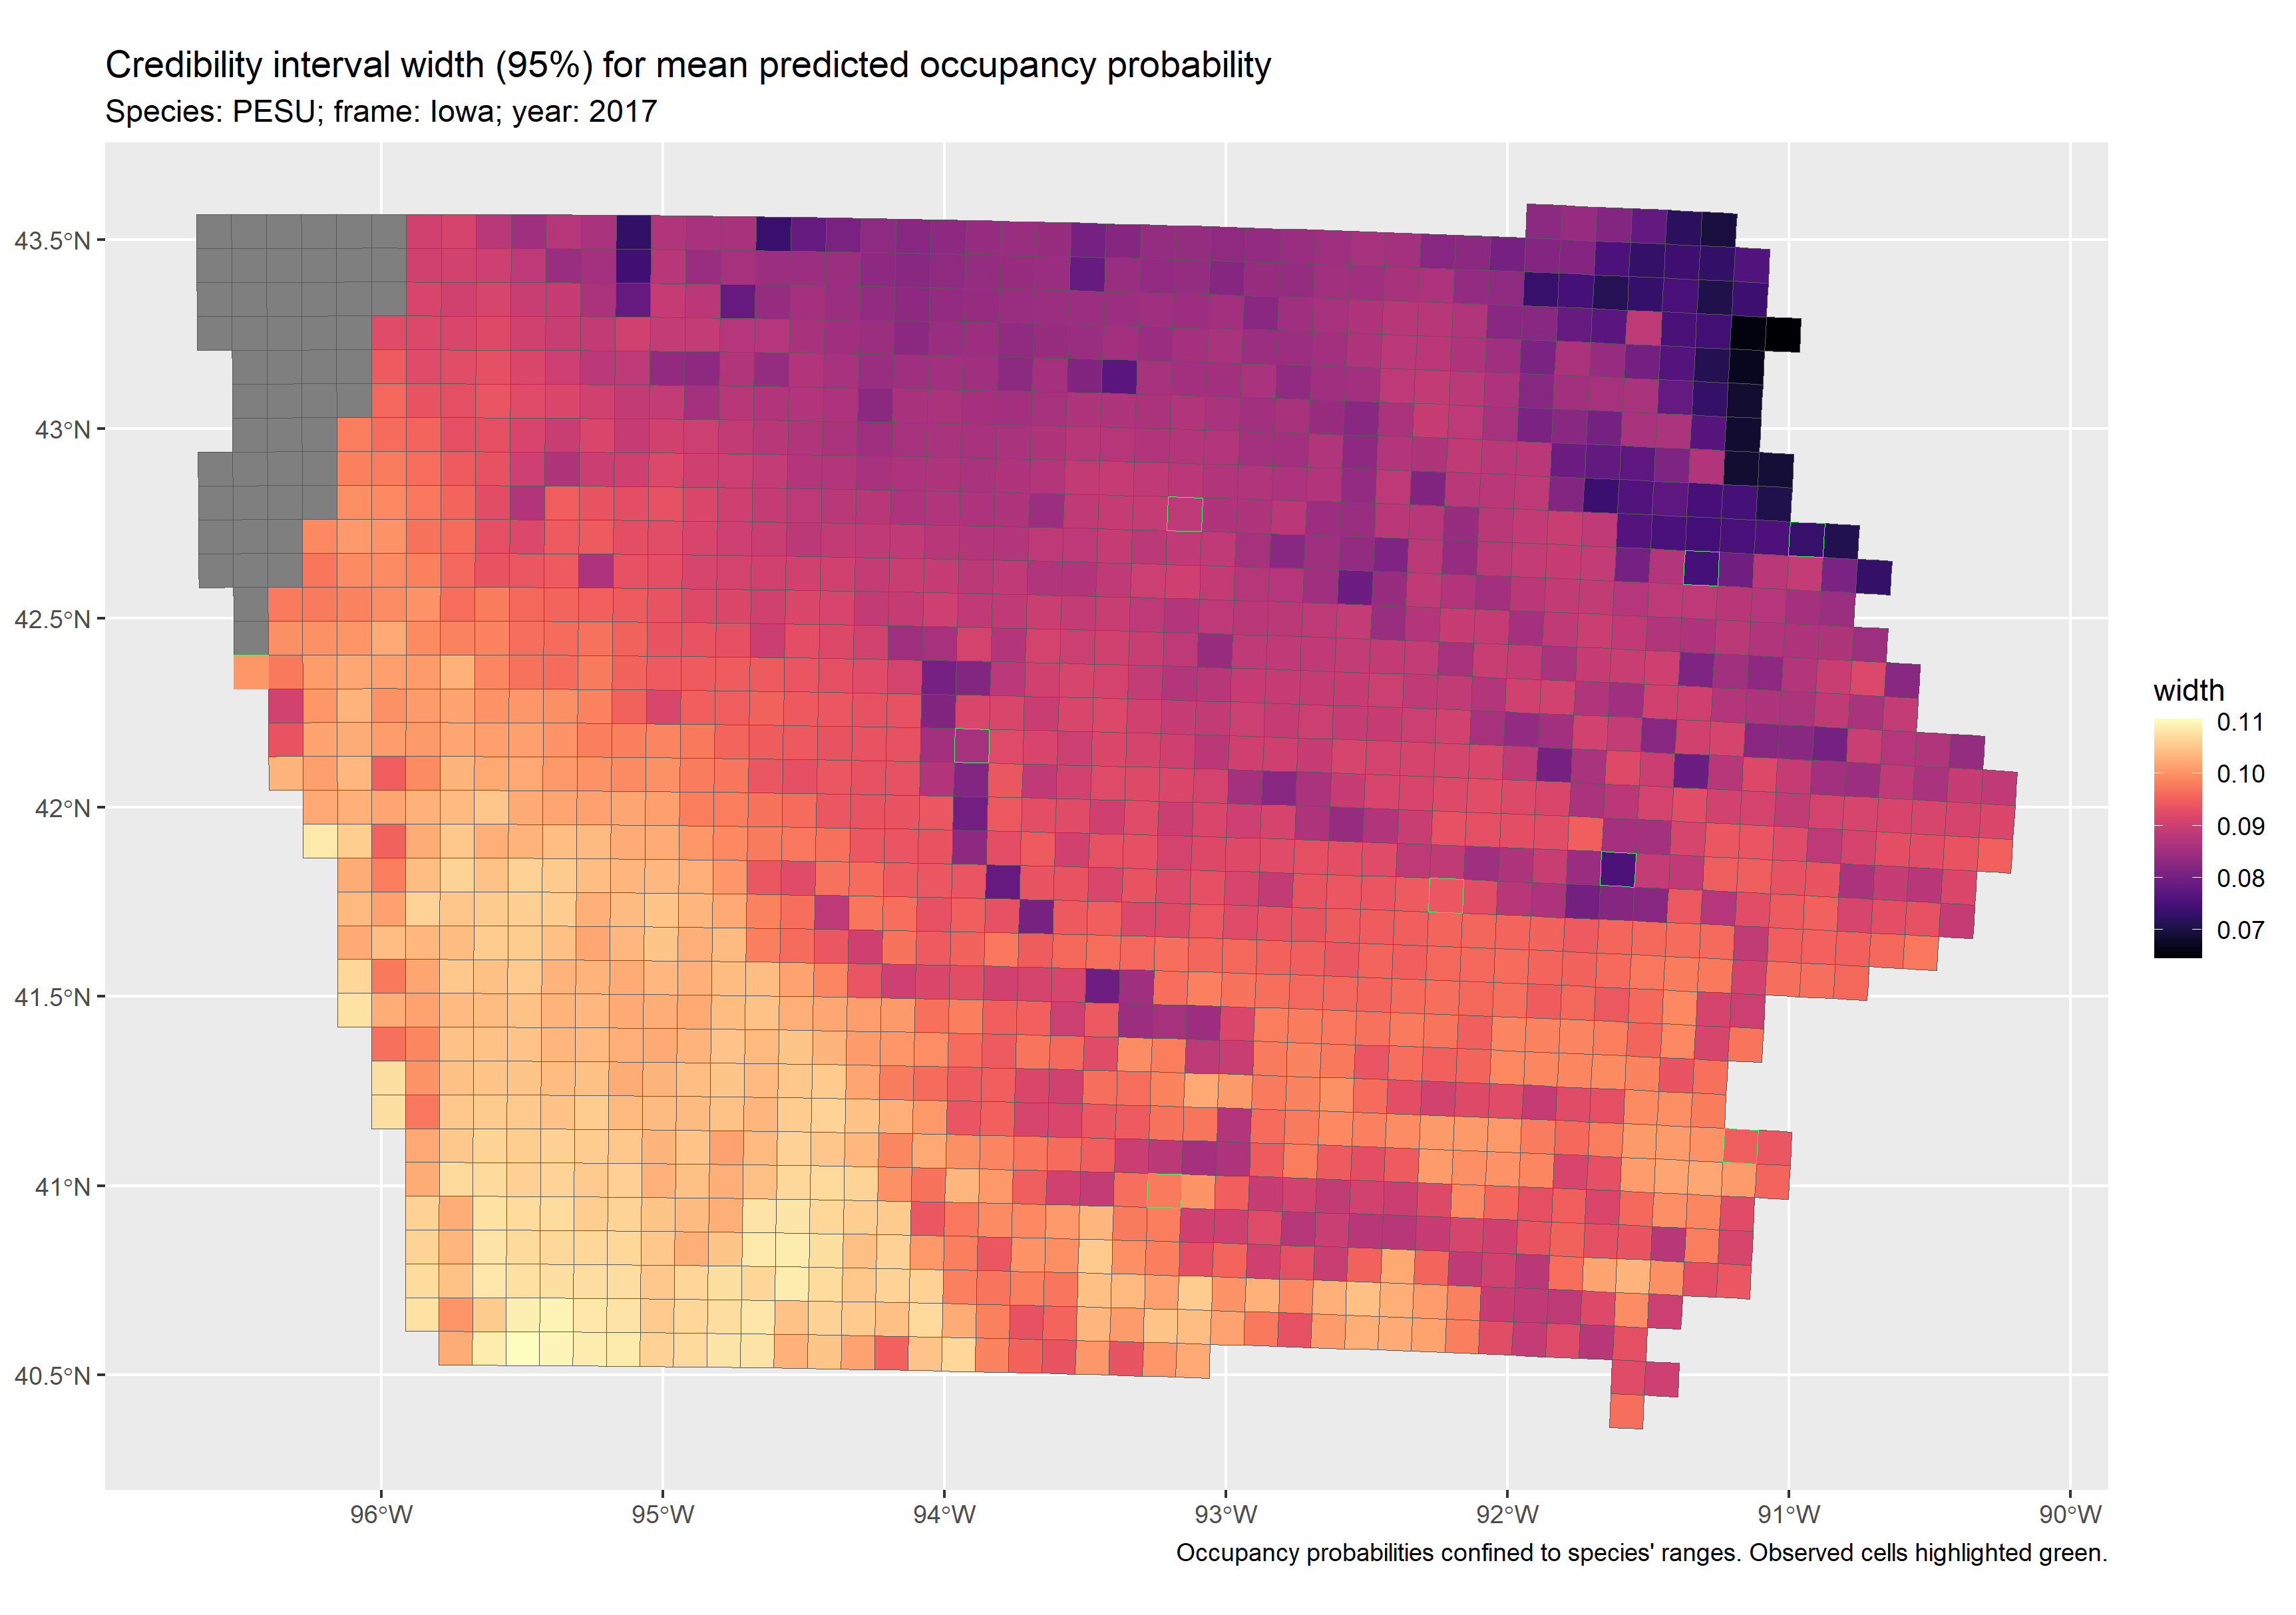 Credibility interval width (95%) for mean predicted occupancy probability
Species: PESU; frame: Iowa; year: 2017
43.5°N
43°N
42.5°N
42°N
41.5°N
41°N
40.5°N
width
0.11
0.10
0.09
0.08
0.07
96°W
95°W
94°W
93°W
92°W
91°W
90°W
Occupancy probabilities confined to species' ranges. Observed cells highlighted green.